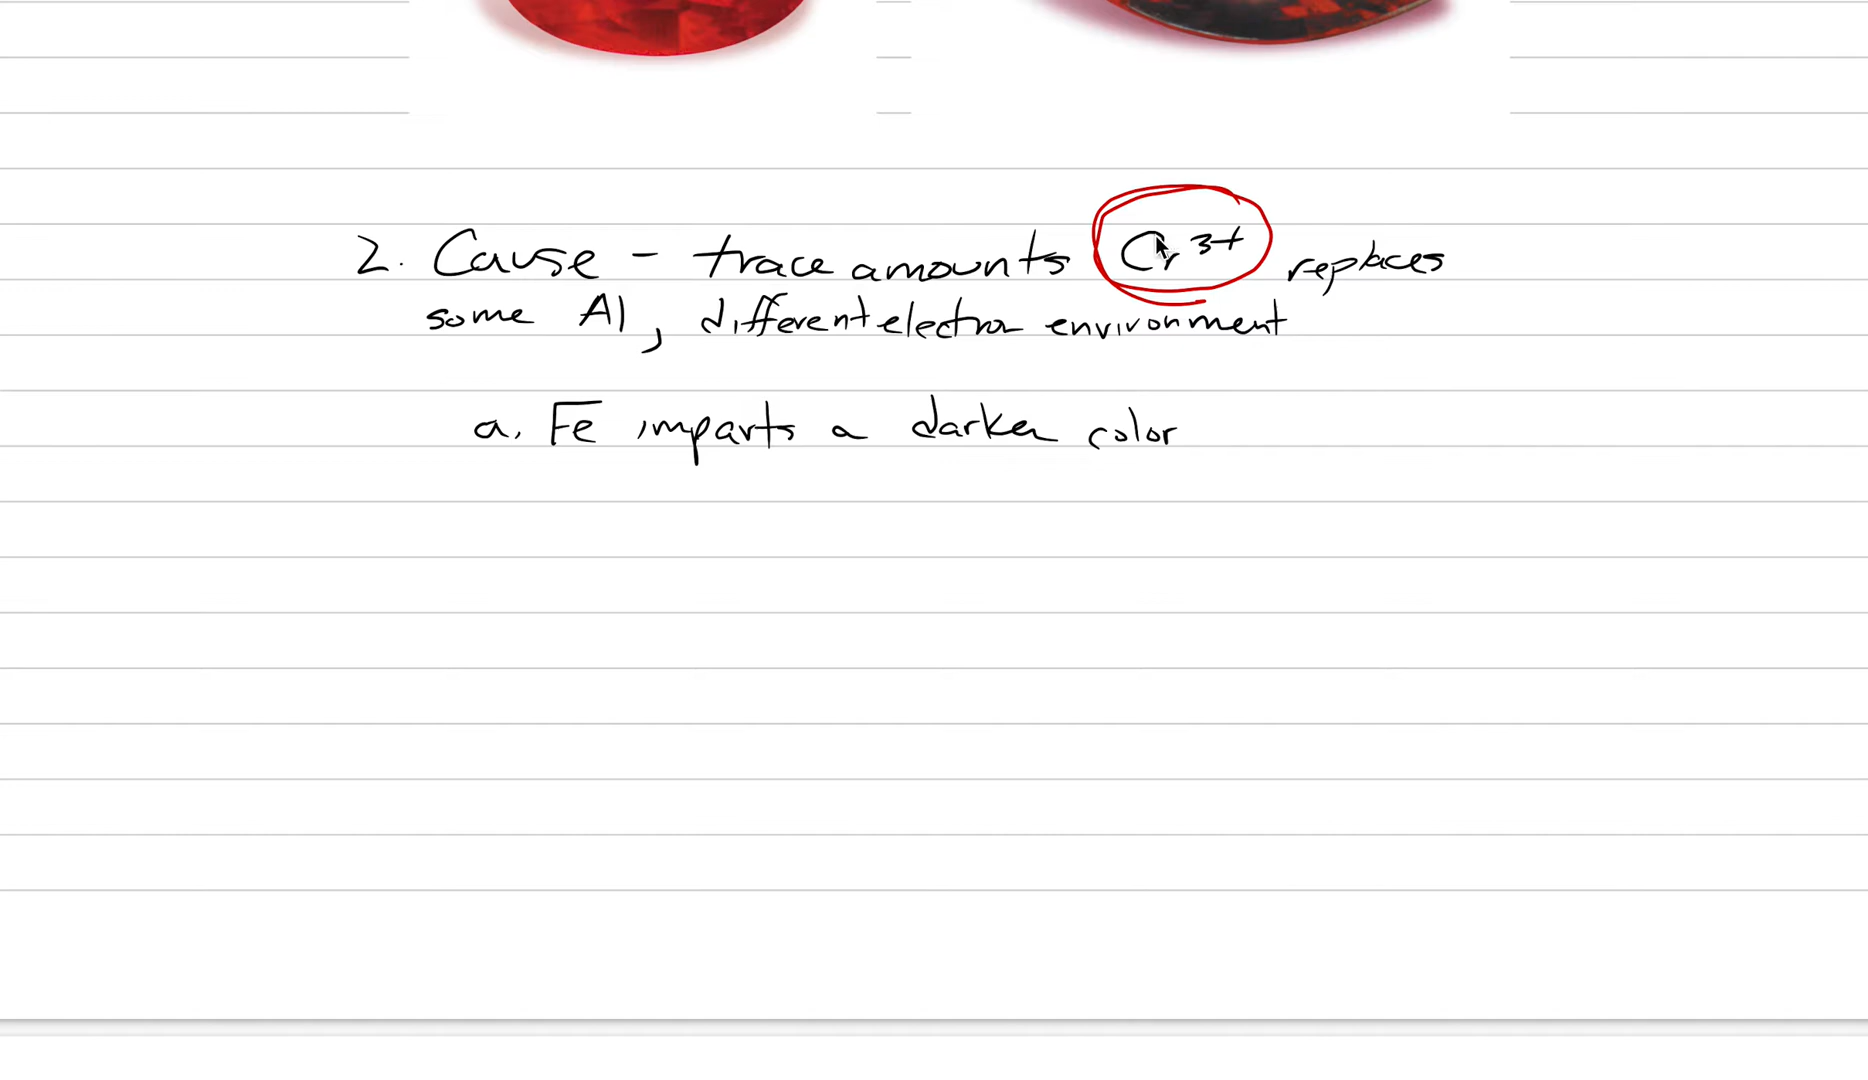 2. Cause - trace amounts Cr³⁺ replaces
some Al, different electron environment
a. Fe imparts a darker color